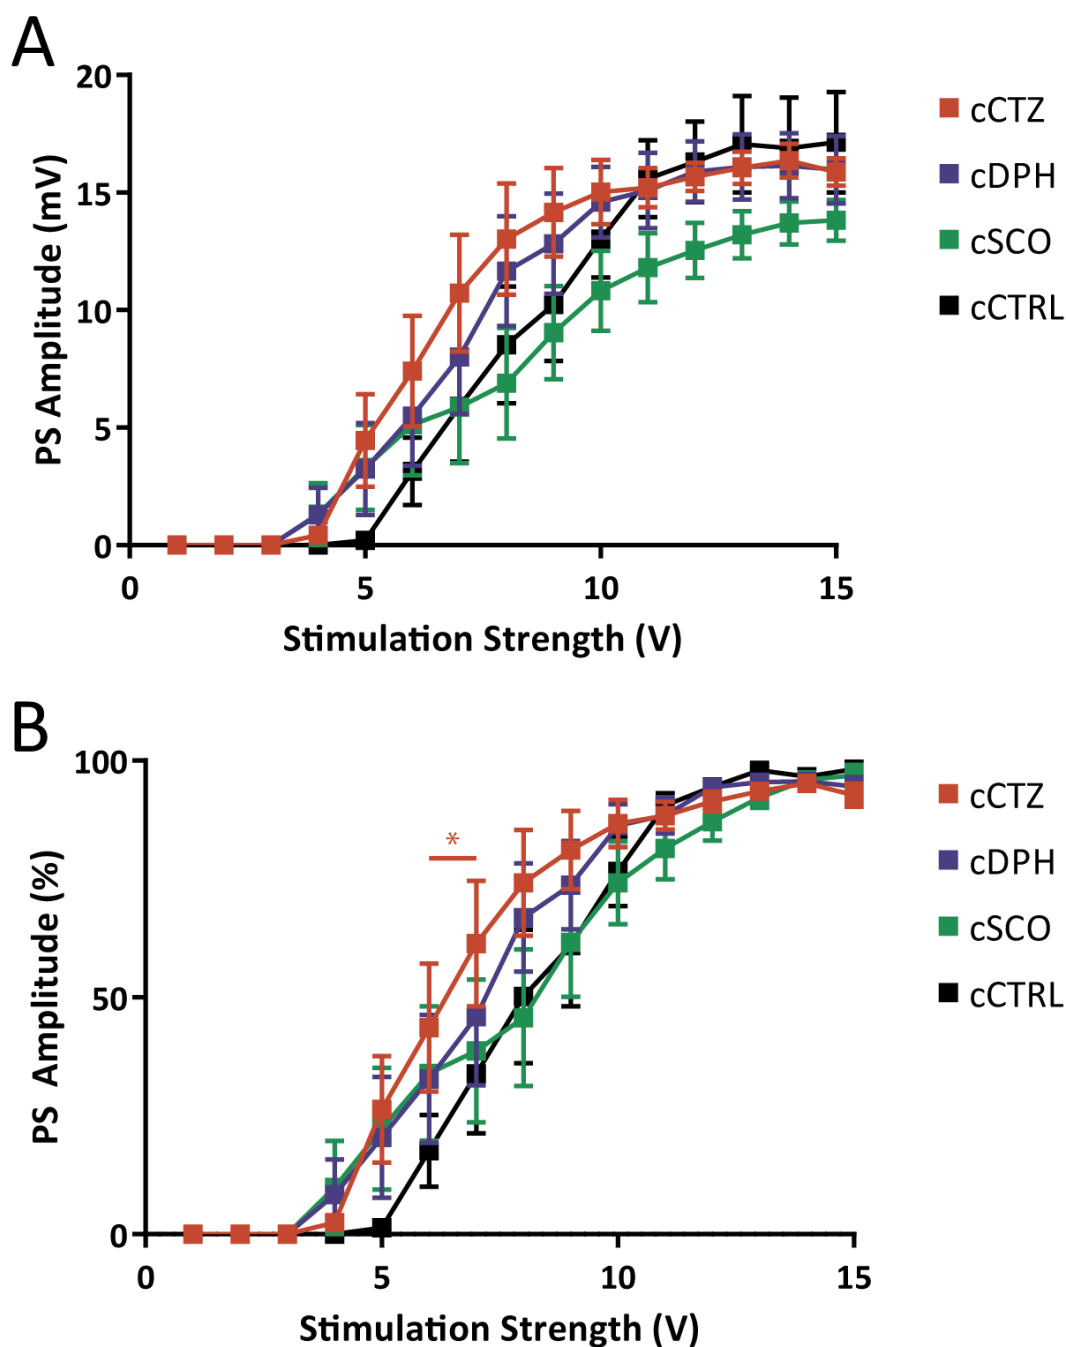 A
20
15
10
5
0
PS Amplitude (mV)
0 5 10 15
Stimulation Strength (V)
cCTZ
cDPH
cSCO
cCTRL
B
100
50
0
PS Amplitude (%)
*
0 5 10 15
Stimulation Strength (V)
cCTZ
cDPH
cSCO
cCTRL